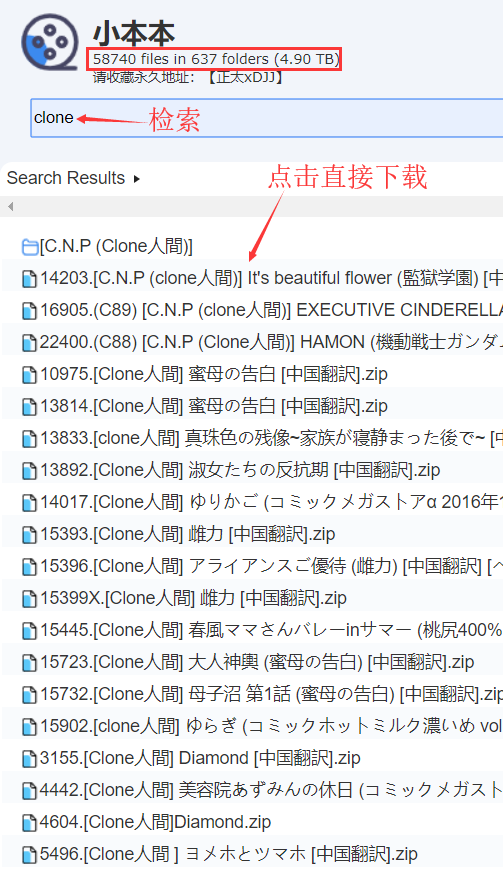 小本本
58740 files in 637 folders (4.90 TB)
请收藏永久地址：【正太xDJJ】
clone 检索
Search Results
点击直接下载
[C.N.P (Clone人間)]
14203.[C.N.P (clone人間)] It's beautiful flower (監獄学園) [中
16905.(C89) [C.N.P (clone人間)] EXECUTIVE CINDERELLA
22400.(C88) [C.N.P (Clone人間)] HAMON (機動戦士ガンダ
10975.[Clone人間] 蜜母の告白 [中国翻訳].zip
13814.[Clone人間] 蜜母の告白 [中国翻訳].zip
13833.[clone人間] 真珠色の残像~家族が寝静まった後で~ [中
13892.[Clone人間] 淑女たちの反抗期 [中国翻訳].zip
14017.[Clone人間] ゆりかご (コミックメガストアα 2016年1
15393.[Clone人間] 雌力 [中国翻訳].zip
15396.[Clone人間] アライアンスご優待 (雌力) [中国翻訳] [ペ
15399X.[Clone人間] 雌力 [中国翻訳].zip
15445.[Clone人間] 春風ママさんバレーinサマー (桃尻400%
15723.[Clone人間] 大人神輿 (蜜母の告白) [中国翻訳].zip
15732.[Clone人間] 母子沼 第1話 (蜜母の告白) [中国翻訳].zip
15902.[clone人間] ゆらぎ (コミックホットミルク濃いめ vol
3155.[Clone人間] Diamond [中国翻訳].zip
4442.[Clone人間] 美容院あずみんの休日 (コミックメガスト
4604.[Clone人間]Diamond.zip
5496.[Clone人間 ] ヨメホとツマホ [中国翻訳].zip